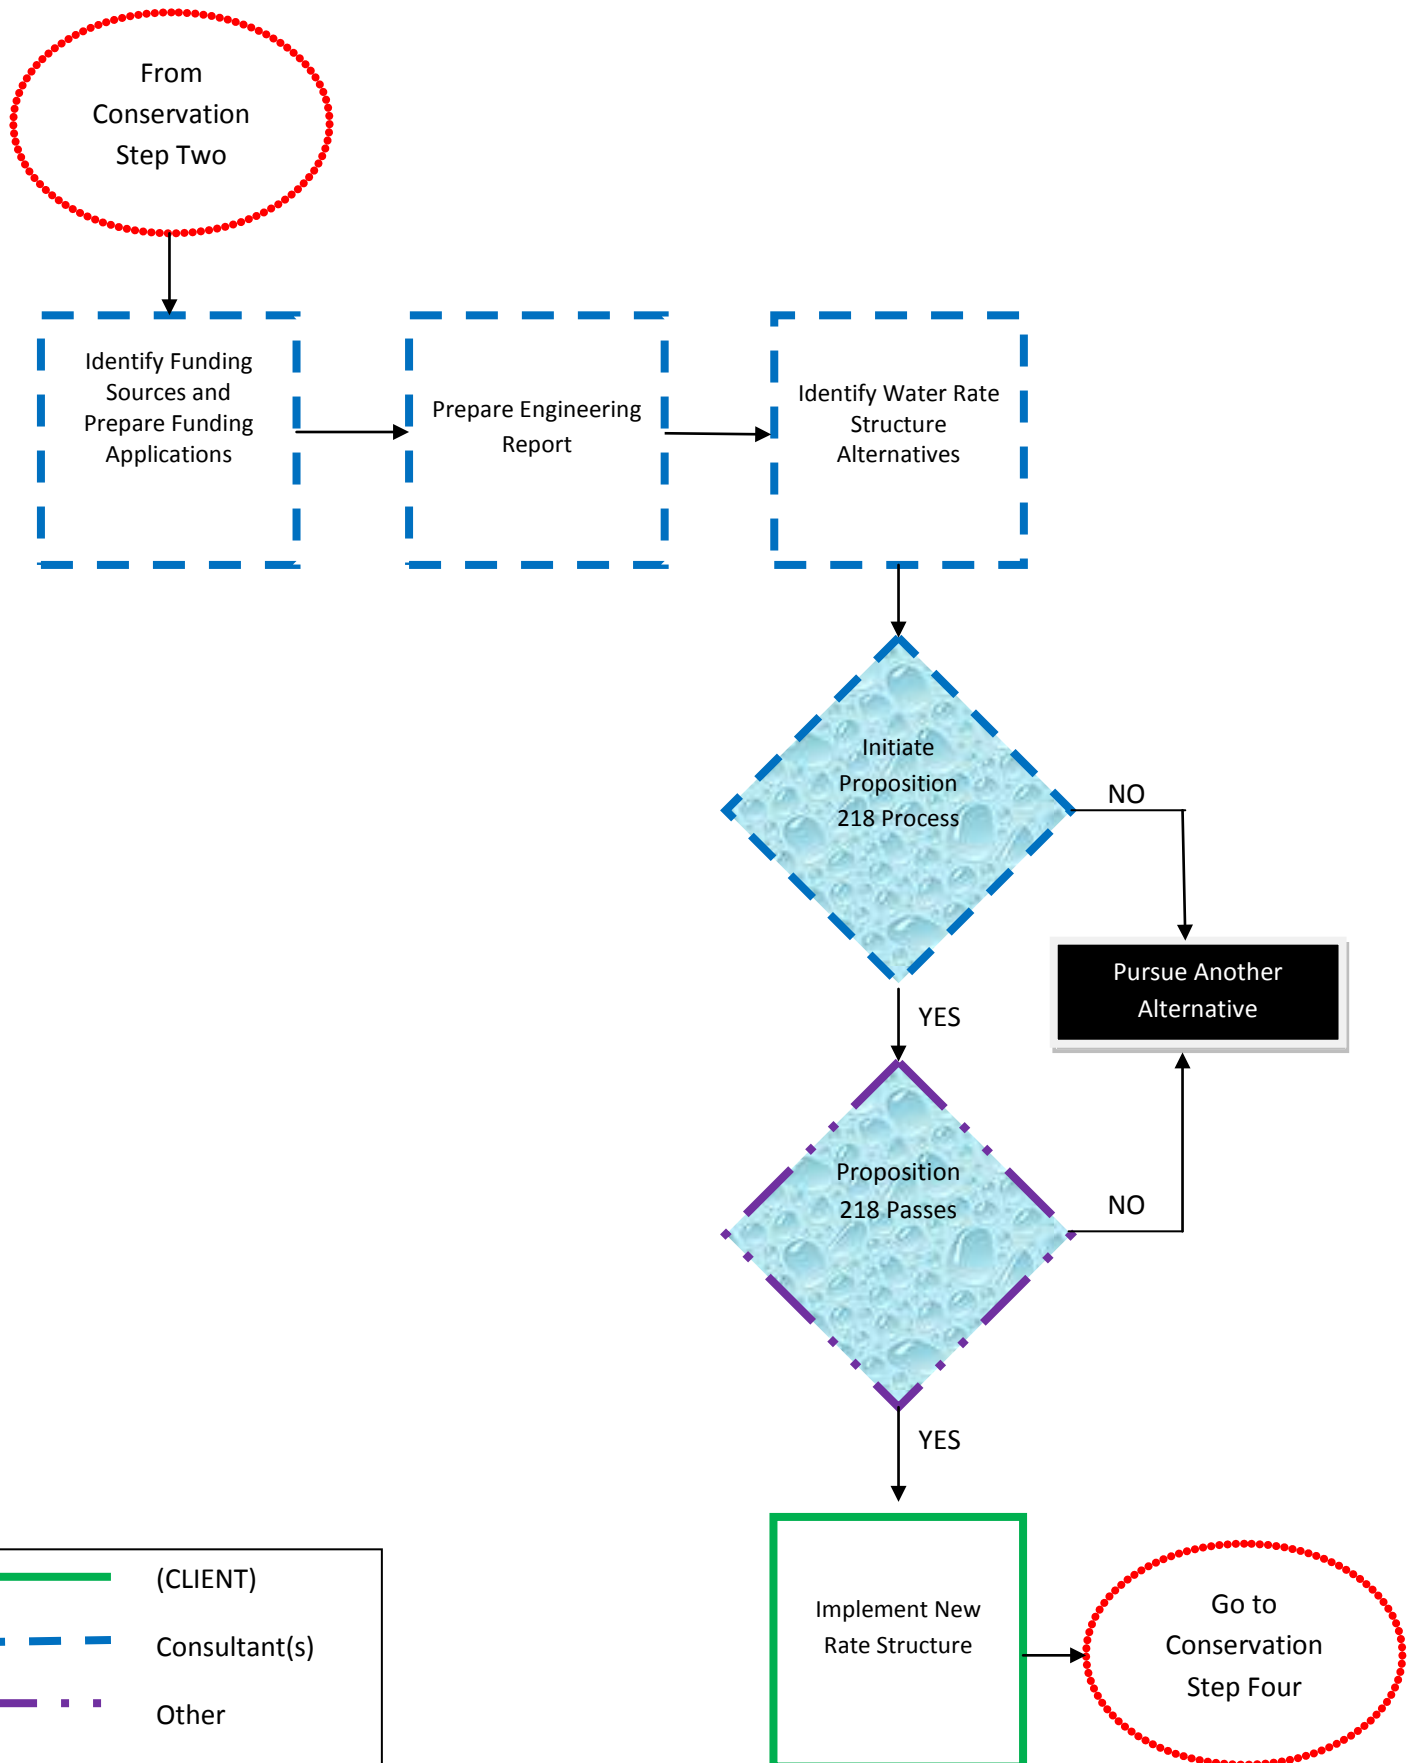 From
Conservation
Step Two
Identify Funding
Sources and
Prepare Funding
Applications
Prepare Engineering
Report
Identify Water Rate
Structure
Alternatives
Initiate
Proposition
218 Process
NO
YES
Pursue Another
Alternative
Proposition
218 Passes
NO
YES
Implement New
Rate Structure
Go to
Conservation
Step Four
(CLIENT)
Consultant(s)
Other